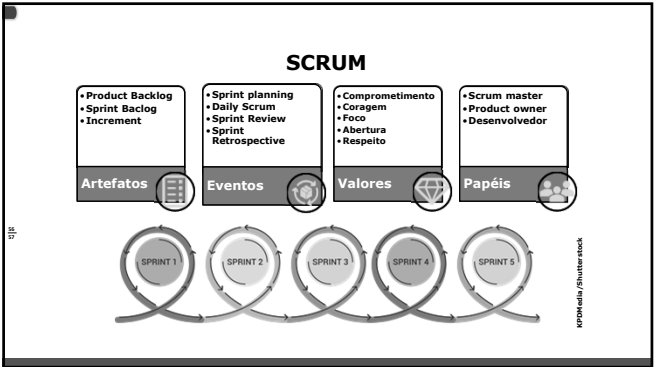 SCRUM
•Product Backlog
•Sprint Baclog
•Increment
Artefatos
•Sprint planning
•Daily Scrum
•Sprint Review
•Sprint
Retrospective
Eventos
•Comprometimento
•Coragem
•Foco
•Abertura
•Respeito
Valores
•Scrum master
•Product owner
•Desenvolvedor
Papéis
56
57
SPRINT 1
SPRINT 2
SPRINT 3
SPRINT 4
SPRINT 5
KPDMedia/Shutterstock